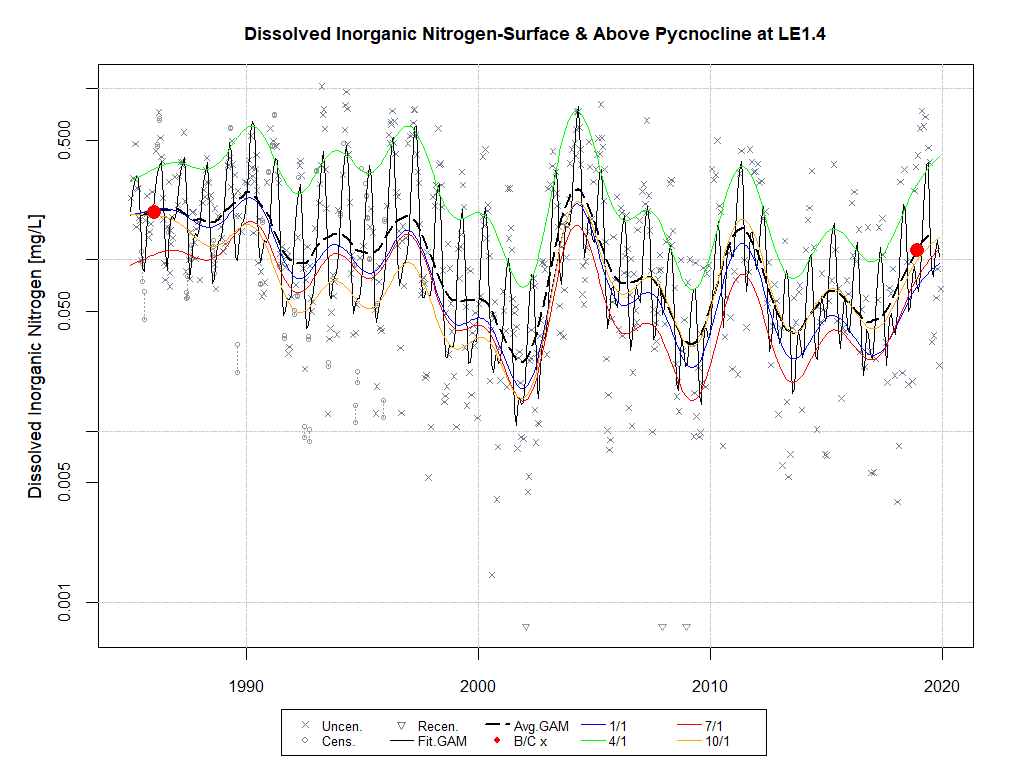 Dissolved Inorganic Nitrogen-Surface & Above Pycnocline at LE1.4
Dissolved Inorganic Nitrogen [mg/L]
0.500
0.050
0.005
0.001
1990 2000 2010 2020
Uncen. Recen. Avg.GAM 1/1 7/1
Cens. Fit.GAM B/C x 4/1 10/1